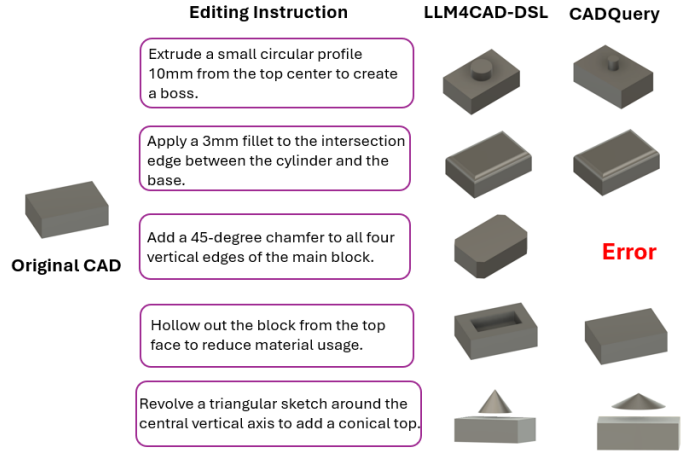 Editing Instruction
LLM4CAD-DSL
CADQuery
Extrude a small circular profile
10mm from the top center to create
a boss.
Apply a 3mm fillet to the intersection
edge between the cylinder and the
base.
Original CAD
Add a 45-degree chamfer to all four
vertical edges of the main block.
Error
Hollow out the block from the top
face to reduce material usage.
Revolve a triangular sketch around the
central vertical axis to add a conical top.